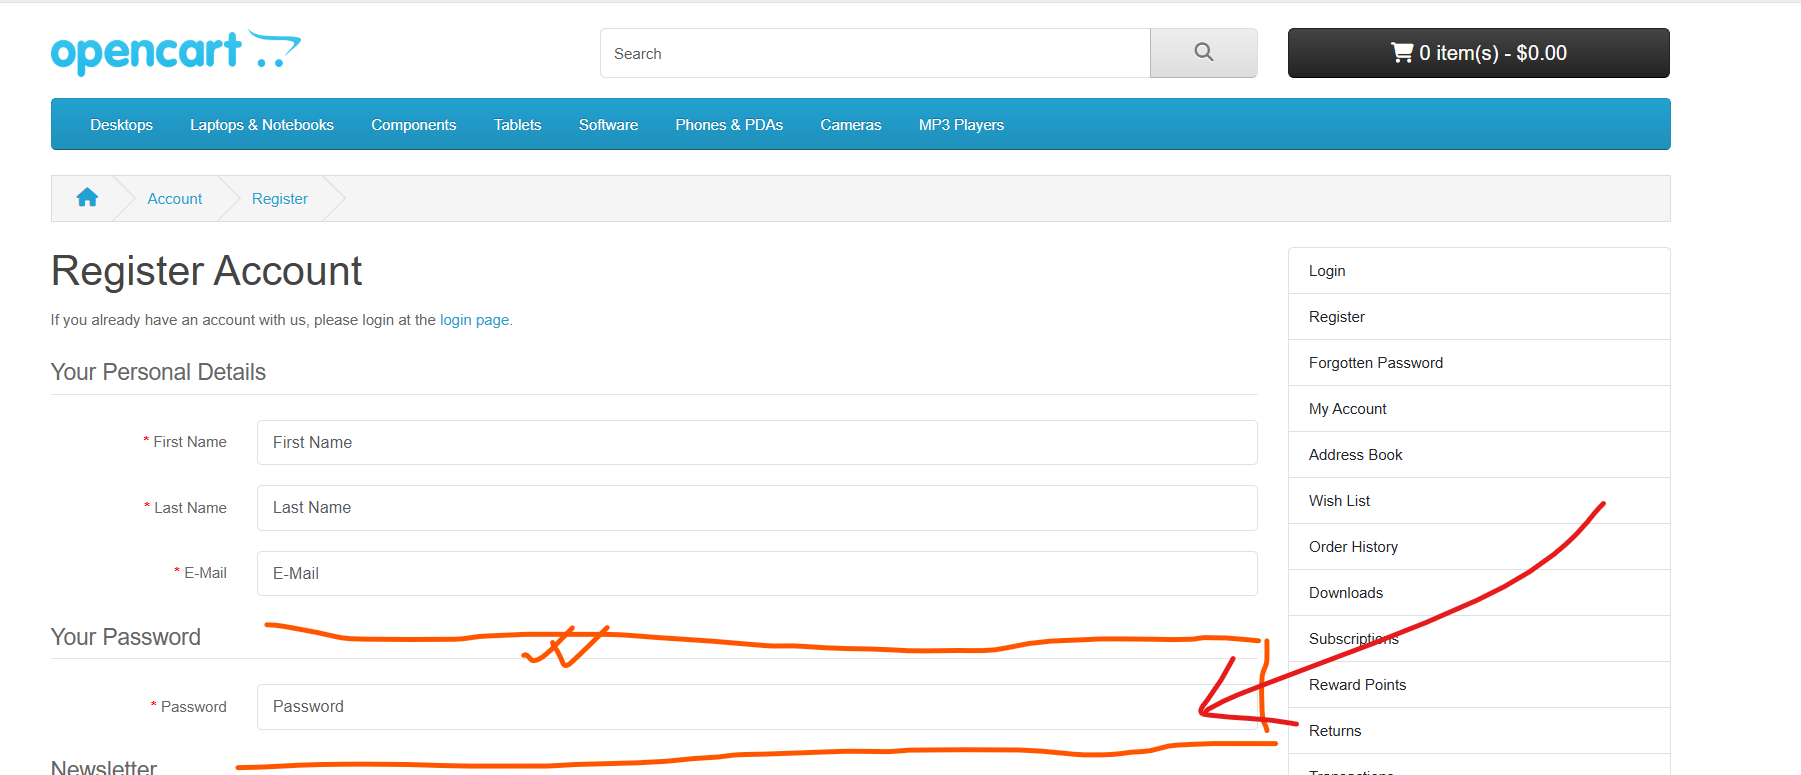 opencart
Search
0 item(s) - $0.00
Desktops
Laptops & Notebooks
Components
Tablets
Software
Phones & PDAs
Cameras
MP3 Players
Account
Register
Register Account
If you already have an account with us, please login at the login page.
Your Personal Details
* First Name
First Name
* Last Name
Last Name
* E-Mail
E-Mail
Your Password
* Password
Password
Newsletter
Login
Register
Forgotten Password
My Account
Address Book
Wish List
Order History
Downloads
Subscriptions
Reward Points
Returns